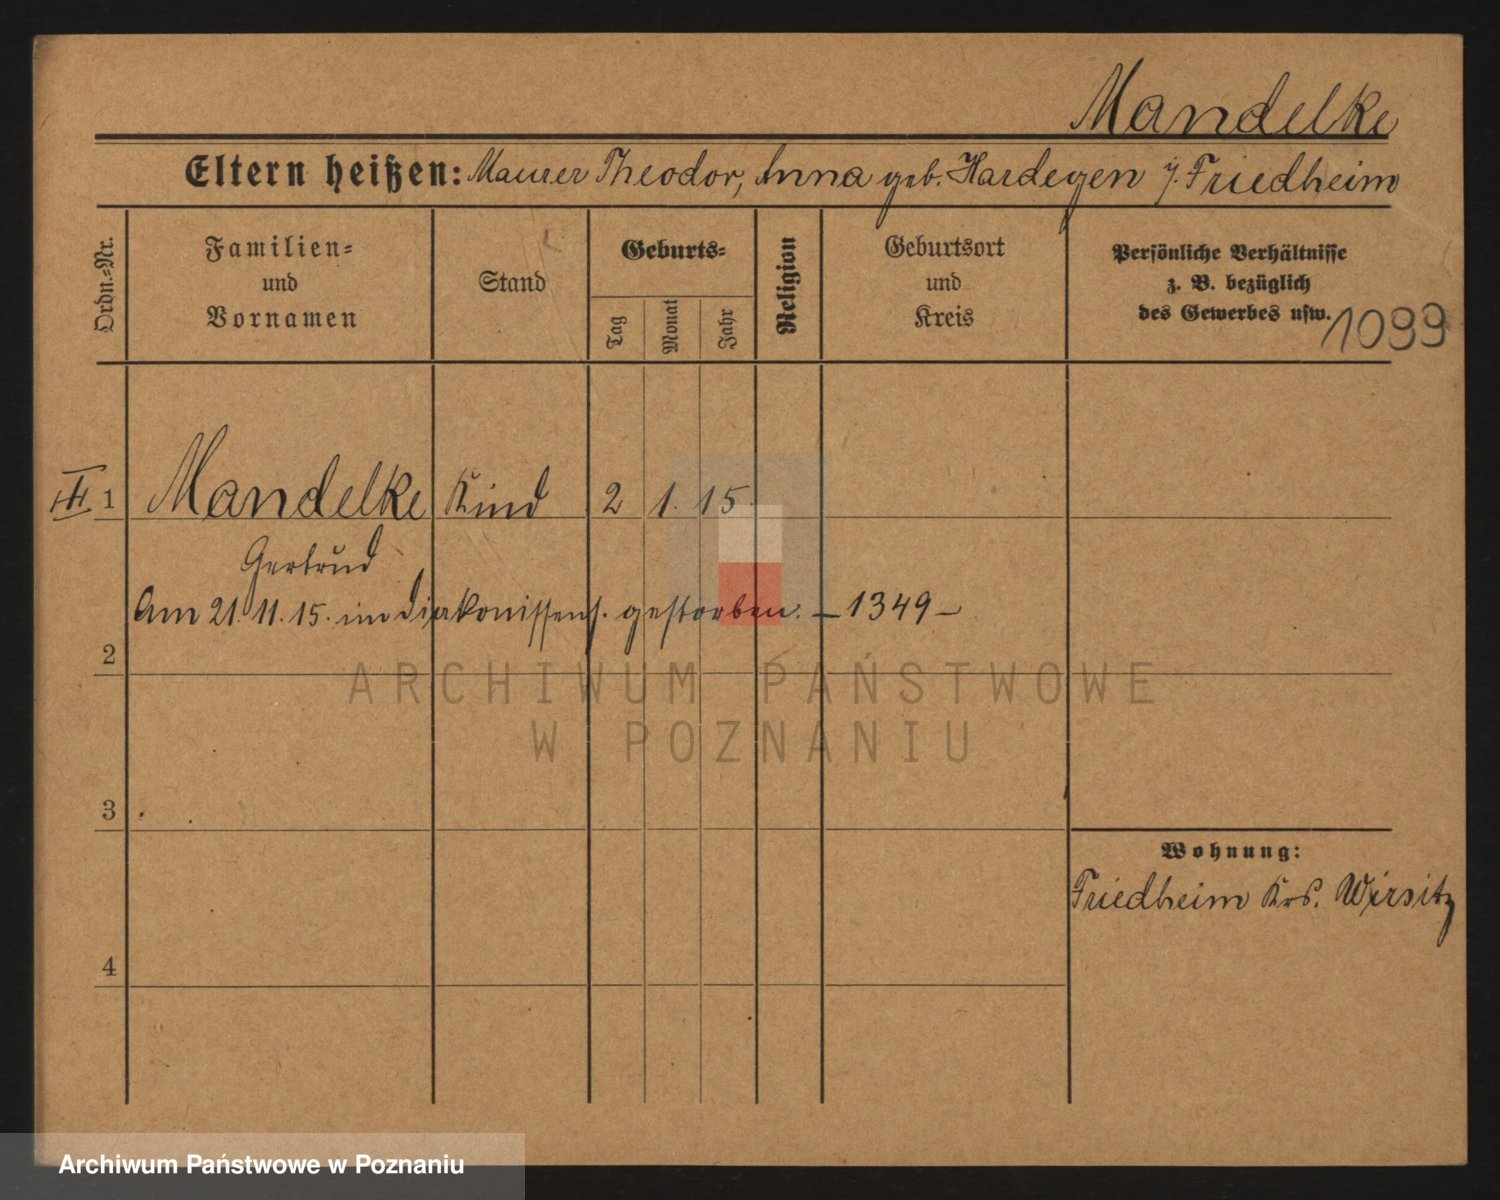 Mandelke
Eltern heißen: Maurer Theodor, Anna geb. Hardegen z. Friedheim
Ordn.-Nr.
Familien-
und
Vornamen
Stand
Geburts-
Tag
Monat
Jahr
Religion
Geburtsort
und
Kreis
Persönliche Verhältnisse
z. B. bezüglich
des Gewerbes usw.
1099
III 1 Mandelke Kind 2 1. 15.
Gertrud
Am 21. 11. 15. im Diakonissenh. gestorben. – 1349 –
2
ARCHIWUM PAŃSTWOWE
W POZNANIU
3
Wohnung:
Friedheim Krs. Wirsitz
4
Archiwum Państwowe w Poznaniu